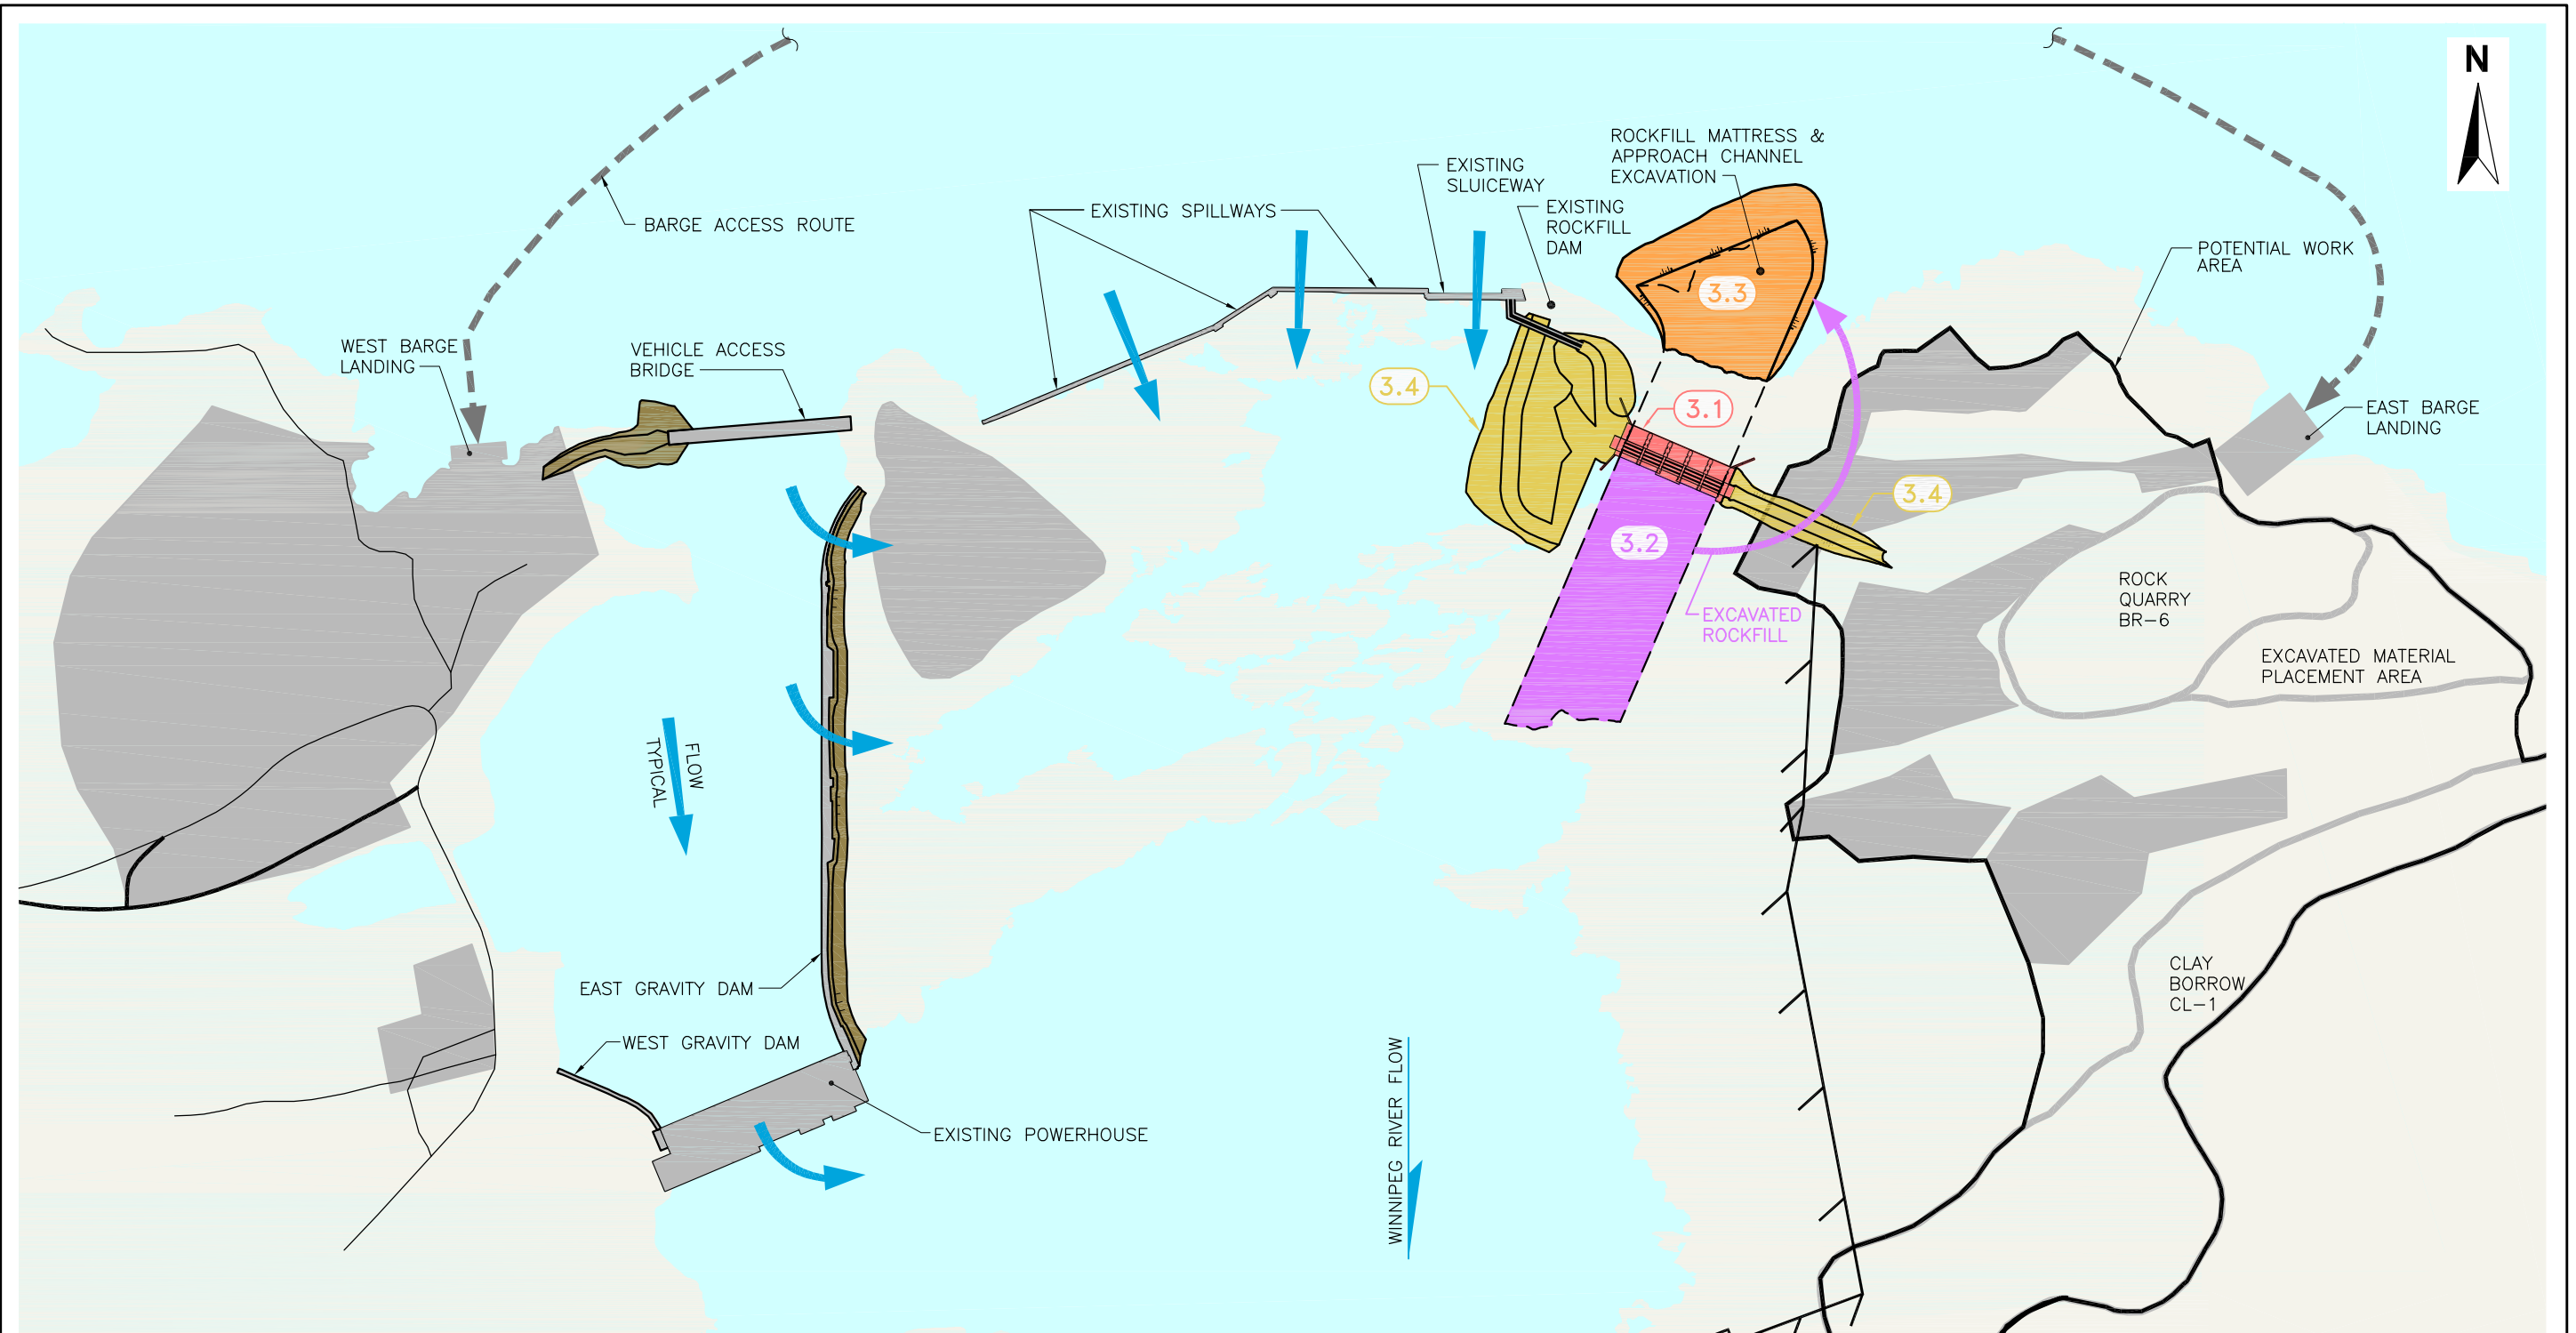 N
ROCKFILL MATTRESS &
APPROACH CHANNEL
EXCAVATION
EXISTING
SLUICEWAY
EXISTING
ROCKFILL
DAM
EXISTING SPILLWAYS
BARGE ACCESS ROUTE
POTENTIAL WORK
AREA
3.3
WEST BARGE
LANDING
VEHICLE ACCESS
BRIDGE
3.4
3.1
EAST BARGE
LANDING
3.4
3.2
EXCAVATED
ROCKFILL
ROCK
QUARRY
BR-6
EXCAVATED MATERIAL
PLACEMENT AREA
FLOW
TYPICAL
EAST GRAVITY DAM
WEST GRAVITY DAM
CLAY
BORROW
CL-1
EXISTING POWERHOUSE
WINNIPEG RIVER FLOW